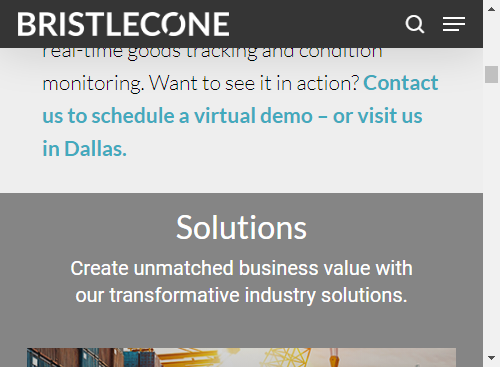 BRISTLECONE
real-time goods tracking and condition
monitoring. Want to see it in action? Contact
us to schedule a virtual demo – or visit us
in Dallas.
Solutions
Create unmatched business value with
our transformative industry solutions.